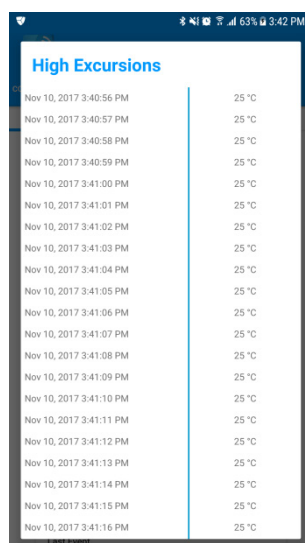 63% 3:42 PM
High Excursions
Nov 10, 2017 3:40:56 PM 25 °C
Nov 10, 2017 3:40:57 PM 25 °C
Nov 10, 2017 3:40:58 PM 25 °C
Nov 10, 2017 3:40:59 PM 25 °C
Nov 10, 2017 3:41:00 PM 25 °C
Nov 10, 2017 3:41:01 PM 25 °C
Nov 10, 2017 3:41:02 PM 25 °C
Nov 10, 2017 3:41:03 PM 25 °C
Nov 10, 2017 3:41:04 PM 25 °C
Nov 10, 2017 3:41:05 PM 25 °C
Nov 10, 2017 3:41:06 PM 25 °C
Nov 10, 2017 3:41:07 PM 25 °C
Nov 10, 2017 3:41:08 PM 25 °C
Nov 10, 2017 3:41:09 PM 25 °C
Nov 10, 2017 3:41:10 PM 25 °C
Nov 10, 2017 3:41:11 PM 25 °C
Nov 10, 2017 3:41:12 PM 25 °C
Nov 10, 2017 3:41:13 PM 25 °C
Nov 10, 2017 3:41:14 PM 25 °C
Nov 10, 2017 3:41:15 PM 25 °C
Nov 10, 2017 3:41:16 PM 25 °C
Last Event